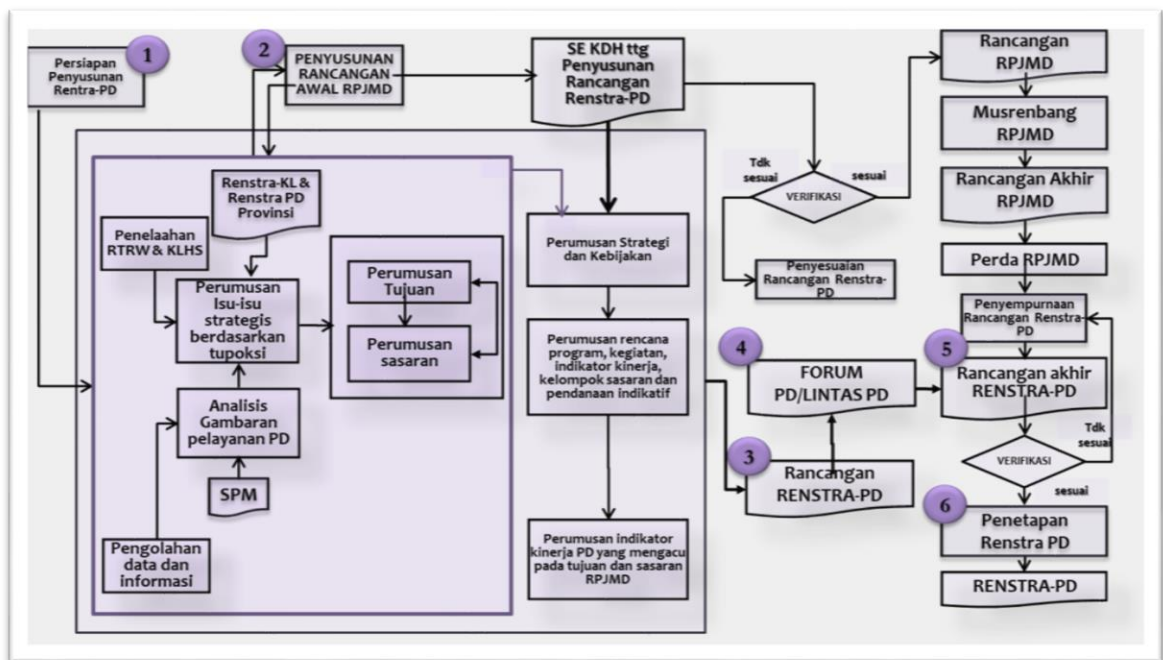 1
Persiapan
Penyusunan
Rentra-PD
2
PENYUSUNAN
RANCANGAN
AWAL RPJMD
SE KDH ttg
Penyusunan
Rancangan
Renstra-PD
Renstra-KL &
Renstra PD
Provinsi
Penelaahan
RTRW & KLHS
Perumusan
Isu-isu
strategis
berdasarkan
tupoksi
Perumusan
Tujuan
Perumusan
sasaran
Analisis
Gambaran
pelayanan PD
SPM
Pengolahan
data dan
informasi
Perumusan Strategi
dan Kebijakan
Perumusan rencana
program, kegiatan,
indikator kinerja,
kelompok sasaran dan
pendanaan indikatif
Perumusan indikator
kinerja PD yang mengacu
pada tujuan dan sasaran
RPJMD
Tdk
sesuai
sesuai
VERIFIKASI
Penyesuaian
Rancangan Renstra-
PD
3
Rancangan
RENSTRA-PD
4
FORUM
PD/LINTAS PD
Rancangan
RPJMD
Musrenbang
RPJMD
Rancangan Akhir
RPJMD
Perda RPJMD
Penyempurnaan
Rancangan Renstra-
PD
5
Rancangan akhir
RENSTRA-PD
Tdk
sesuai
VERIFIKASI
sesuai
6
Penetapan
Renstra PD
RENSTRA-PD